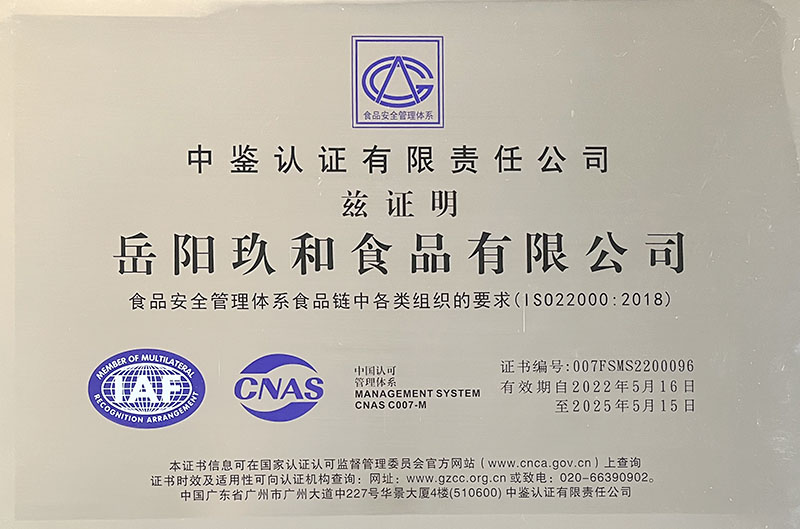 食品安全管理体系
中鉴认证有限责任公司
兹证明
岳阳玖和食品有限公司
食品安全管理体系食品链中各类组织的要求(ISO22000:2018)
MEMBER OF MULTILATERAL
IAF
RECOGNITION ARRANGEMENT
CNAS
中国认可
管理体系
MANAGEMENT SYSTEM
CNAS C007-M
证书编号:007FSMS2200096
有效期自2022年5月16日
至2025年5月15日
本证书信息可在国家认证认可监督管理委员会官方网站(www.cnca.gov.cn)上查询
证书时效及适用性可向认证机构查询: 网址: www.gzcc.org.cn 或致电: 020-66390902。
中国广东省广州市广州大道中227号华景大厦4楼(510600) 中鉴认证有限责任公司